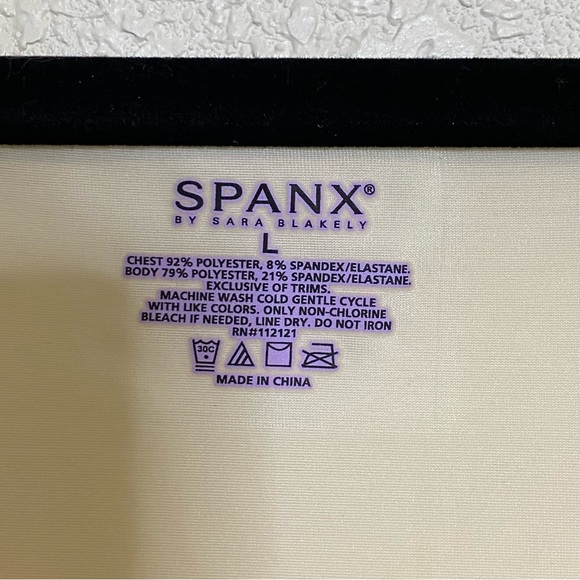 SPANX®
BY SARA BLAKELY
L
CHEST 92% POLYESTER, 8% SPANDEX/ELASTANE.
BODY 79% POLYESTER, 21% SPANDEX/ELASTANE.
EXCLUSIVE OF TRIMS.
MACHINE WASH COLD GENTLE CYCLE
WITH LIKE COLORS. ONLY NON-CHLORINE
BLEACH IF NEEDED, LINE DRY. DO NOT IRON
RN#112121
30C
MADE IN CHINA